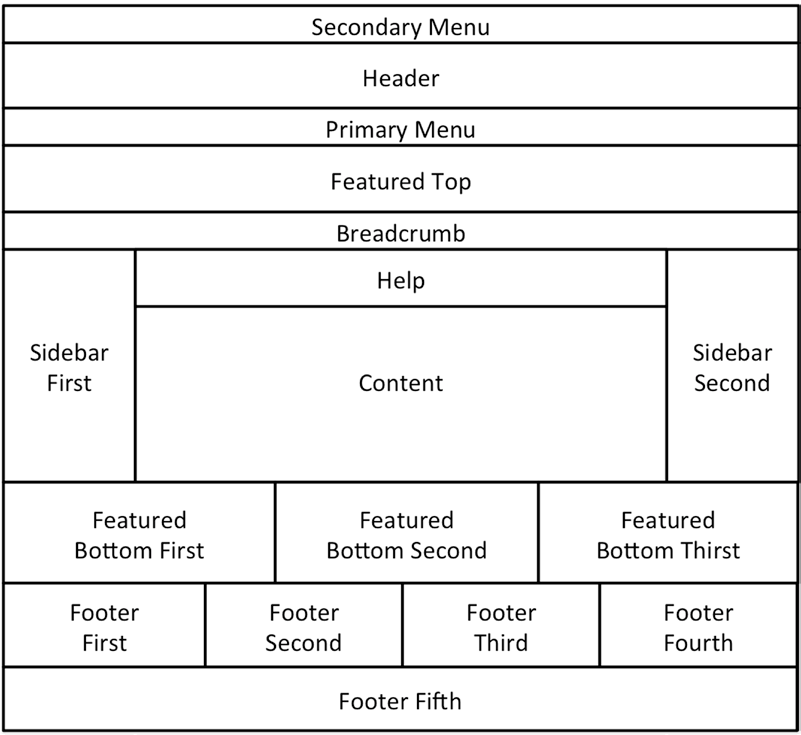 Secondary Menu
Header
Primary Menu
Featured Top
Breadcrumb
Help
Sidebar
First
Content
Sidebar
Second
Featured
Bottom First
Featured
Bottom Second
Featured
Bottom Thirst
Footer
First
Footer
Second
Footer
Third
Footer
Fourth
Footer Fifth